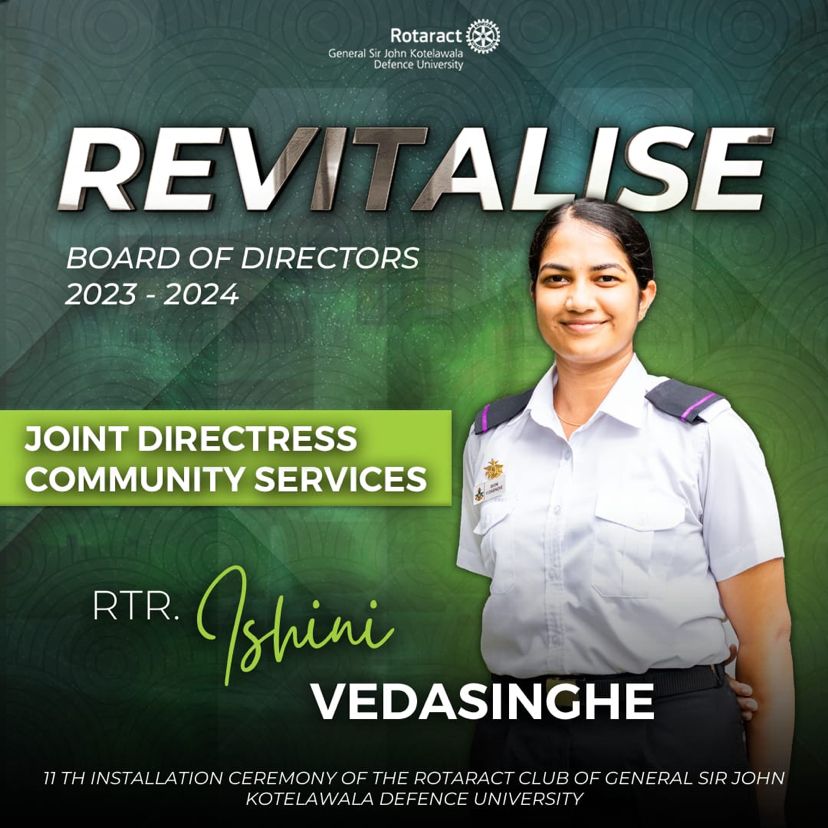 Rotaract
General Sir John Kotelawala
Defence University
REVITALISE
BOARD OF DIRECTORS
2023 - 2024
JOINT DIRECTRESS
COMMUNITY SERVICES
RTR. Ishini
VEDASINGHE
11 TH INSTALLATION CEREMONY OF THE ROTARACT CLUB OF GENERAL SIR JOHN
KOTELAWALA DEFENCE UNIVERSITY